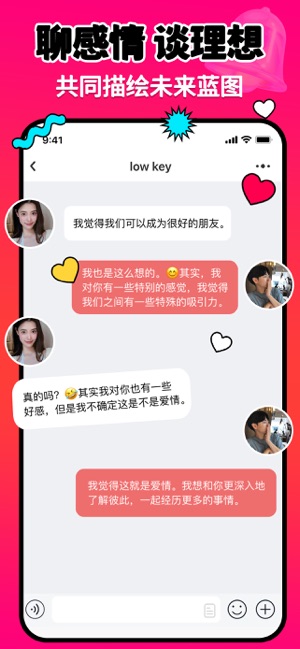 聊感情 谈理想
共同描绘未来蓝图
9:41
low key
我觉得我们可以成为很好的朋友。
我也是这么想的。😊其实，我
对你有一些特别的感觉，我觉得
我们之间有一些特殊的吸引力。
真的吗？🤣其实我对你也有一些
好感，但是我不确定这是不是爱情。
我觉得这就是爱情。我想和你更深入地
了解彼此，一起经历更多的事情。